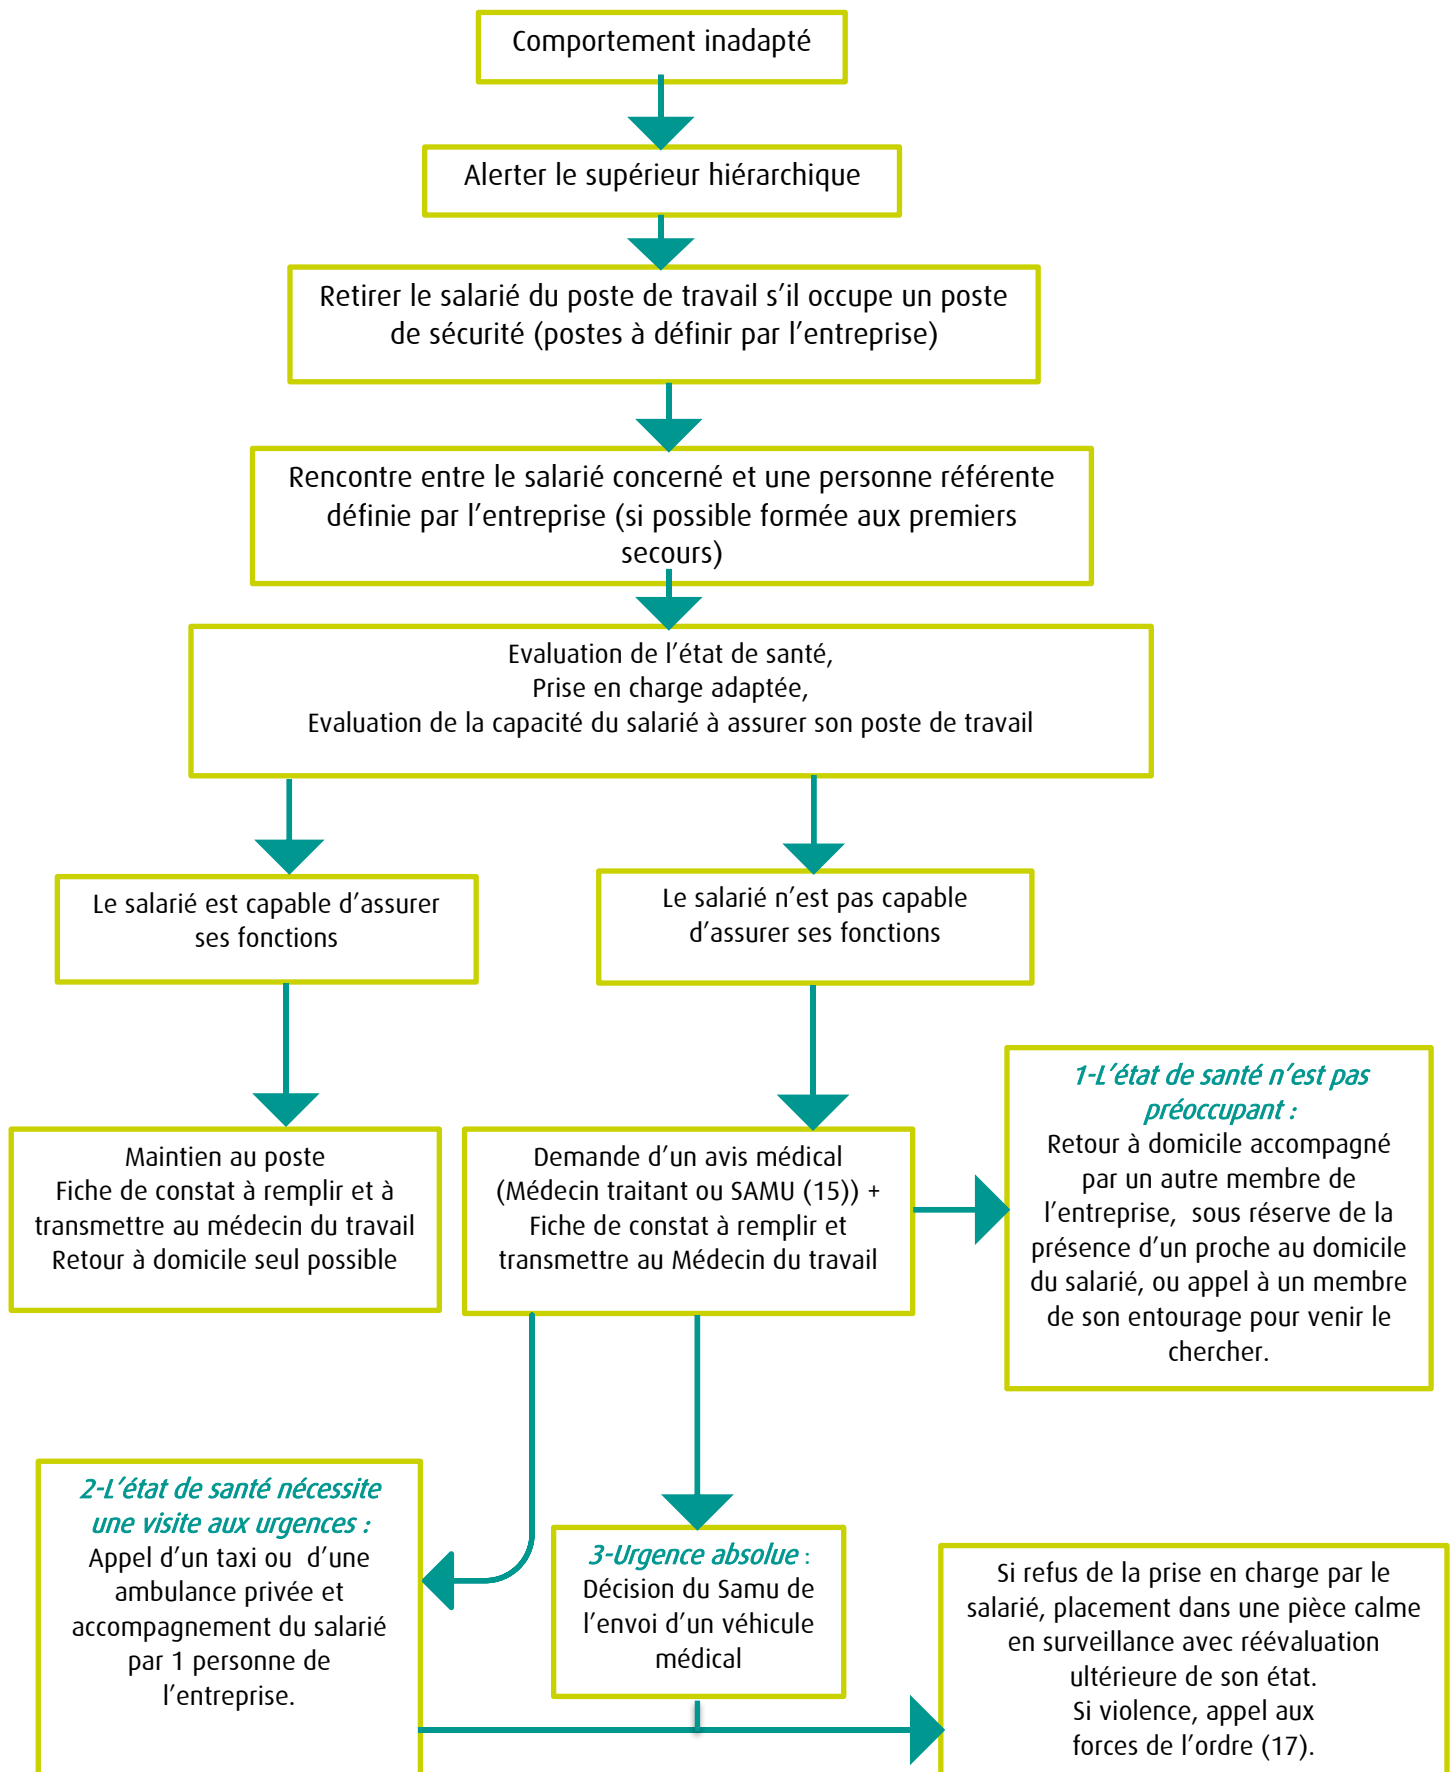 Comportement inadapté
Alerter le supérieur hiérarchique
Retirer le salarié du poste de travail s'il occupe un poste
de sécurité (postes à définir par l'entreprise)
Rencontre entre le salarié concerné et une personne référente
définie par l'entreprise (si possible formée aux premiers
secours)
Evaluation de l'état de santé,
Prise en charge adaptée,
Evaluation de la capacité du salarié à assurer son poste de travail
Le salarié est capable d'assurer
ses fonctions
Le salarié n'est pas capable
d'assurer ses fonctions
Maintien au poste
Fiche de constat à remplir et à
transmettre au médecin du travail
Retour à domicile seul possible
Demande d'un avis médical
(Médecin traitant ou SAMU (15)) +
Fiche de constat à remplir et
transmettre au Médecin du travail
1-L'état de santé n'est pas
préoccupant :
Retour à domicile accompagné
par un autre membre de
l'entreprise, sous réserve de la
présence d'un proche au domicile
du salarié, ou appel à un membre
de son entourage pour venir le
chercher.
2-L'état de santé nécessite
une visite aux urgences :
Appel d'un taxi ou d'une
ambulance privée et
accompagnement du salarié
par 1 personne de
l'entreprise.
3-Urgence absolue :
Décision du Samu de
l'envoi d'un véhicule
médical
Si refus de la prise en charge par le
salarié, placement dans une pièce calme
en surveillance avec réévaluation
ultérieure de son état.
Si violence, appel aux
forces de l'ordre (17).